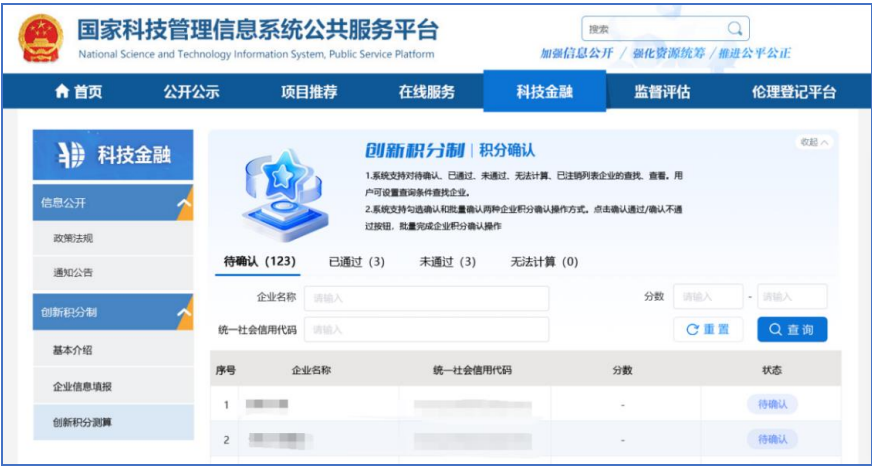 国家科技管理信息系统公共服务平台
National Science and Technology Information System, Public Service Platform
搜索
加强信息公开 / 强化资源统筹 / 推进公平公正
首页 公开公示 项目推荐 在线服务 科技金融 监督评估 伦理登记平台
科技金融
信息公开
政策法规
通知公告
创新积分制
基本介绍
企业信息填报
创新积分测算
创新积分制 | 积分确认
收起
1.系统支持对待确认、已通过、未通过、无法计算、已注销列表企业的查找、查看。用
户可设置查询条件查找企业。
2.系统支持勾选确认和批量确认两种企业积分确认操作方式。点击确认通过/确认不通
过按钮，批量完成企业积分确认操作
待确认（123） 已通过（3） 未通过（3） 无法计算（0）
企业名称 请输入 分数 请输入 - 请输入
统一社会信用代码 请输入 重置 查询
序号 企业名称 统一社会信用代码 分数 状态
1 - 待确认
2 - 待确认